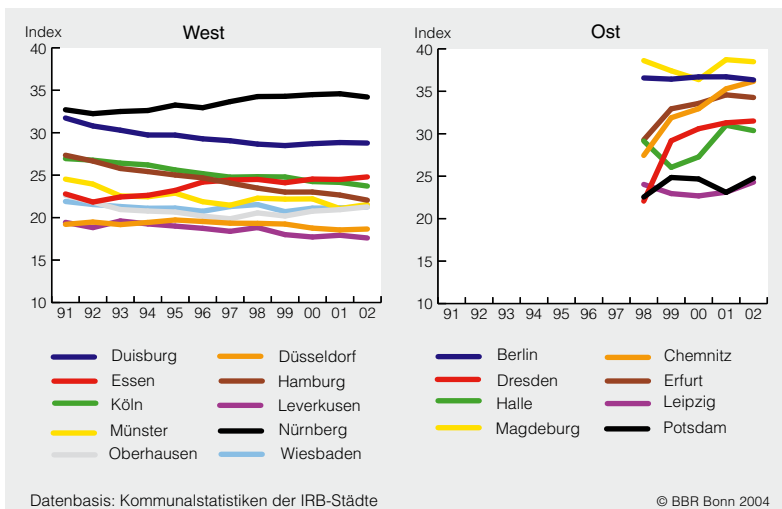 Index West
40
35
30
25
20
15
10
91 92 93 94 95 96 97 98 99 00 01 02
Duisburg Düsseldorf
Essen Hamburg
Köln Leverkusen
Münster Nürnberg
Oberhausen Wiesbaden
Index Ost
40
35
30
25
20
15
10
91 92 93 94 95 96 97 98 99 00 01 02
Berlin Chemnitz
Dresden Erfurt
Halle Leipzig
Magdeburg Potsdam
Datenbasis: Kommunalstatistiken der IRB-Städte © BBR Bonn 2004